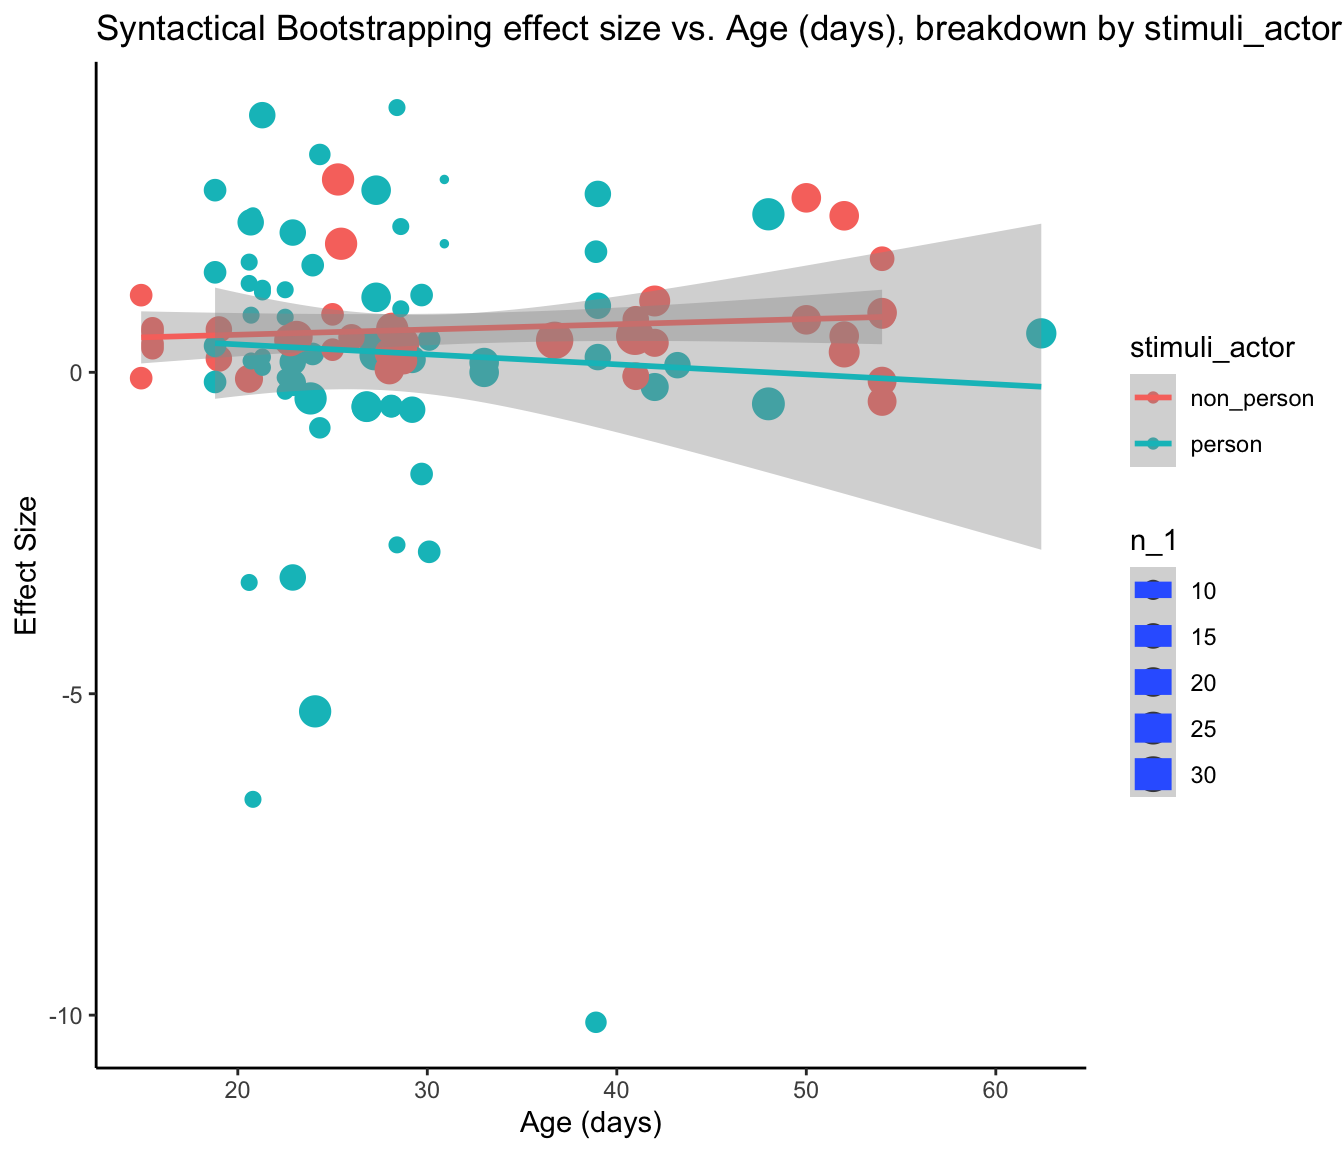 Syntactical Bootstrapping effect size vs. Age (days), breakdown by stimuli_actor
Effect Size
0
-5
-10
20
30
40
50
60
Age (days)
stimuli_actor
non_person
person
n_1
10
15
20
25
30